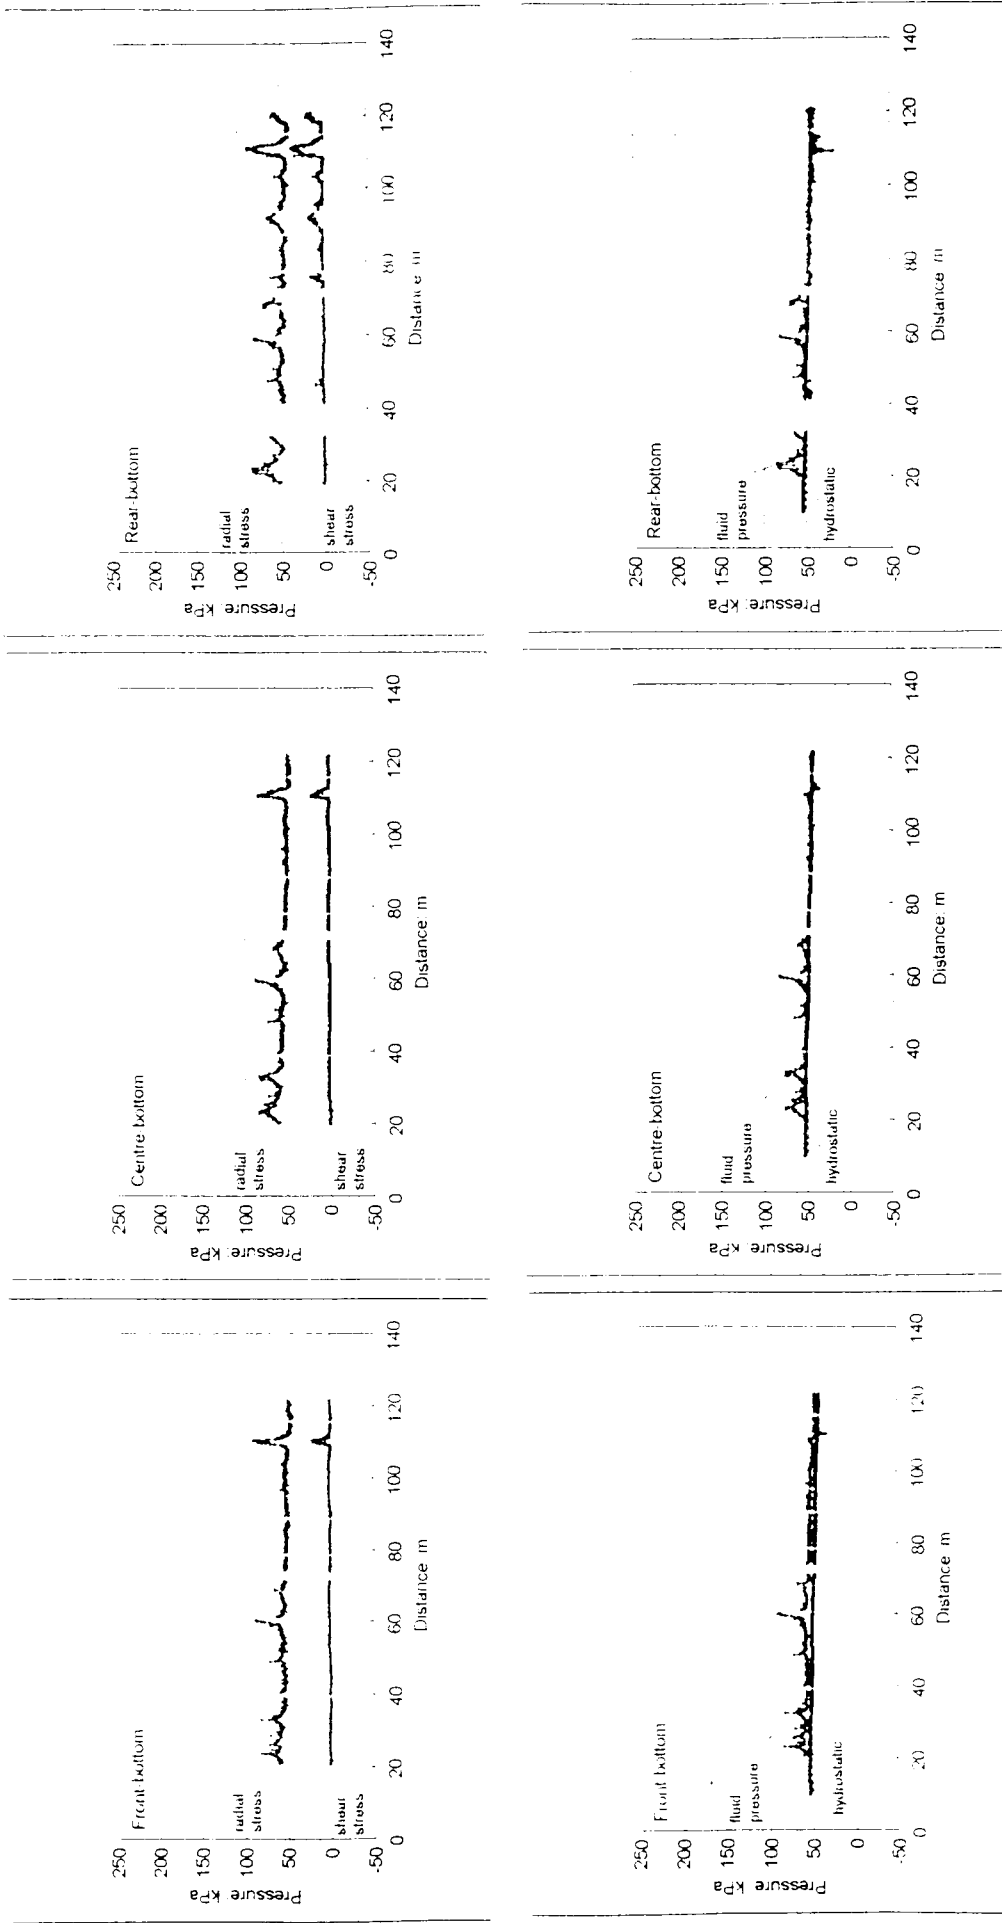 250
200
150
100
50
0
-50
Pressure: kPa
Front-bottom
radial
stress
shear
stress
0
20
40
60
80
100
120
140
Distance: m
250
200
150
100
50
0
-50
Pressure: kPa
Centre-bottom
radial
stress
shear
stress
0
20
40
60
80
100
120
140
Distance: m
250
200
150
100
50
0
-50
Pressure: kPa
Rear-bottom
radial
stress
shear
stress
0
20
40
60
80
100
120
140
Distance: m
250
200
150
100
50
0
-50
Pressure: kPa
Front bottom
fluid
pressure
hydrostatic
0
20
40
60
80
100
120
140
Distance: m
250
200
150
100
50
0
-50
Pressure: kPa
Centre-bottom
fluid
pressure
hydrostatic
0
20
40
60
80
100
120
140
Distance: m
250
200
150
100
50
0
-50
Pressure: kPa
Rear-bottom
fluid
pressure
hydrostatic
0
20
40
60
80
100
120
140
Distance: m